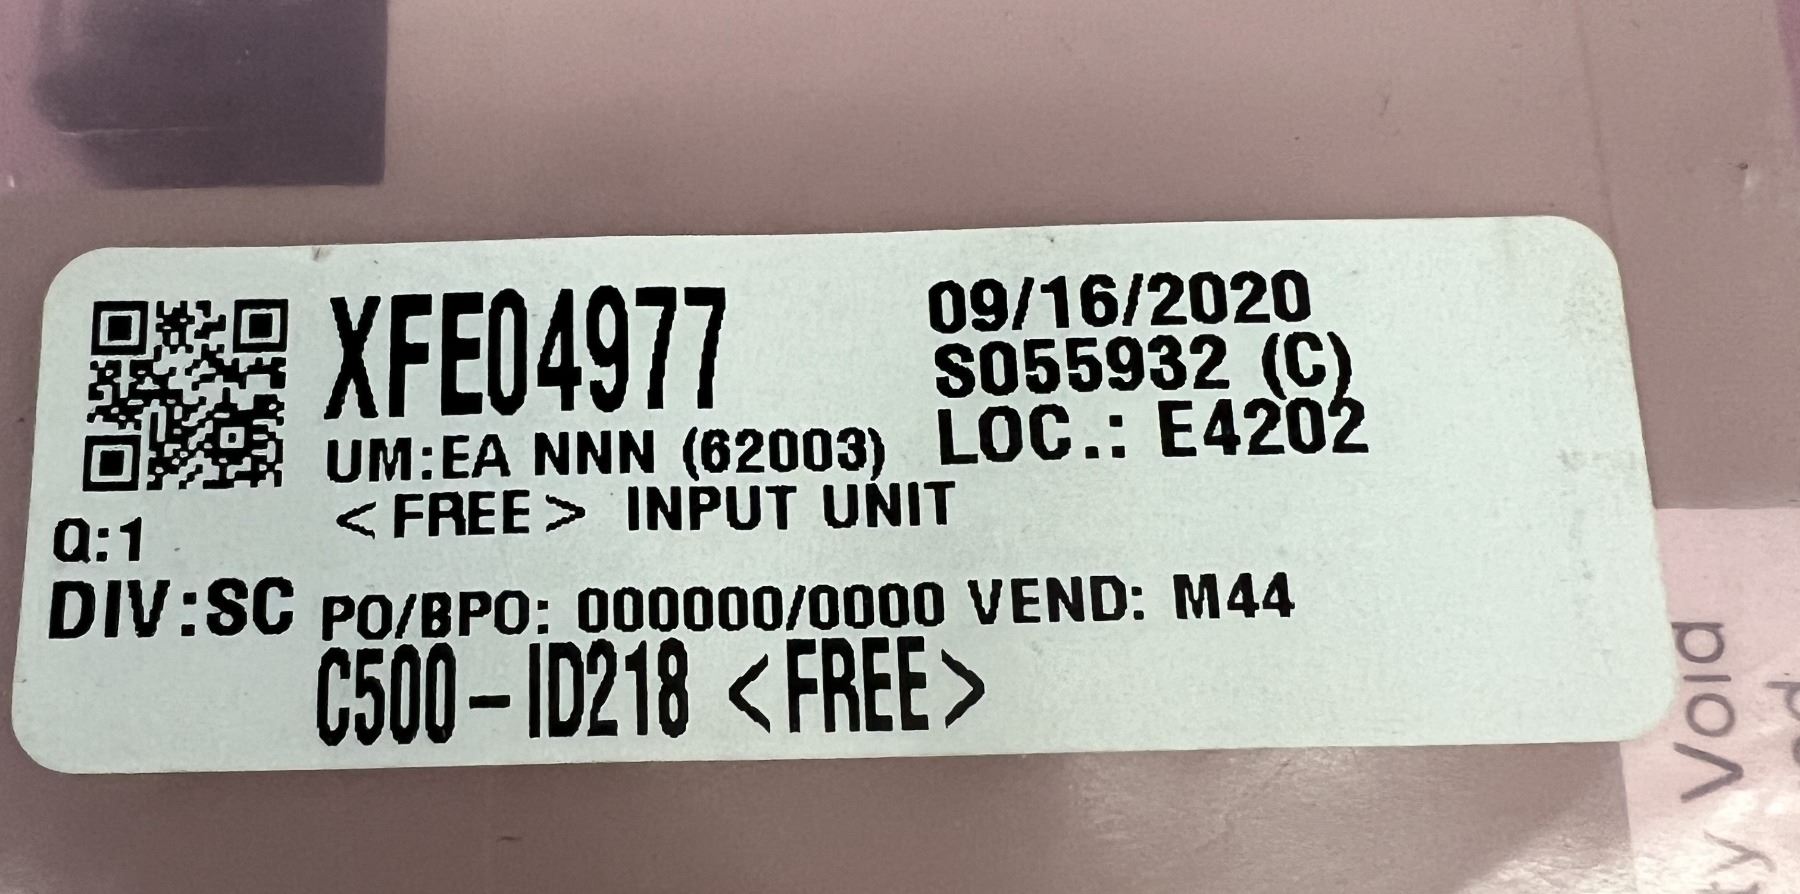 XFE04977
09/16/2020
S055932 (C)
LOC.: E4202
UM:EA NNN (62003)
<FREE> INPUT UNIT
Q:1
DIV:SC
PO/BPO: 000000/0000 VEND: M44
C500-ID218 <FREE>
Void